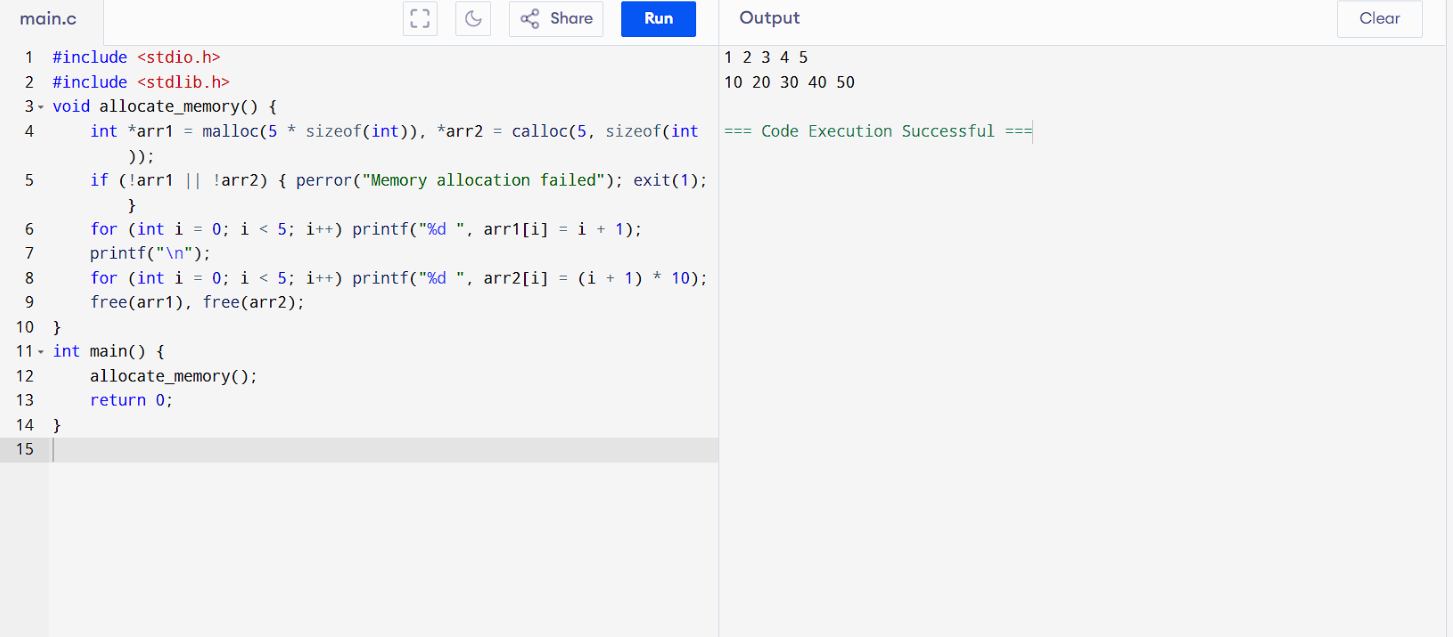 main.c
Share
Run
Output
Clear
1 #include <stdio.h>
2 #include <stdlib.h>
3 void allocate_memory() {
4     int *arr1 = malloc(5 * sizeof(int)), *arr2 = calloc(5, sizeof(int
        ));
5     if (!arr1 || !arr2) { perror("Memory allocation failed"); exit(1);
        }
6     for (int i = 0; i < 5; i++) printf("%d ", arr1[i] = i + 1);
7     printf("\n");
8     for (int i = 0; i < 5; i++) printf("%d ", arr2[i] = (i + 1) * 10);
9     free(arr1), free(arr2);
10 }
11 int main() {
12     allocate_memory();
13     return 0;
14 }
15
1 2 3 4 5
10 20 30 40 50
=== Code Execution Successful ===